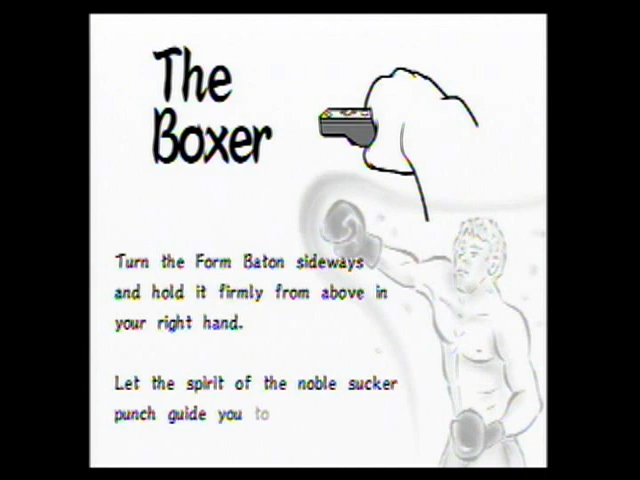 The
Boxer
Turn the Form Baton sideways
and hold it firmly from above in
your right hand.
Let the spirit of the noble sucker
punch guide you to